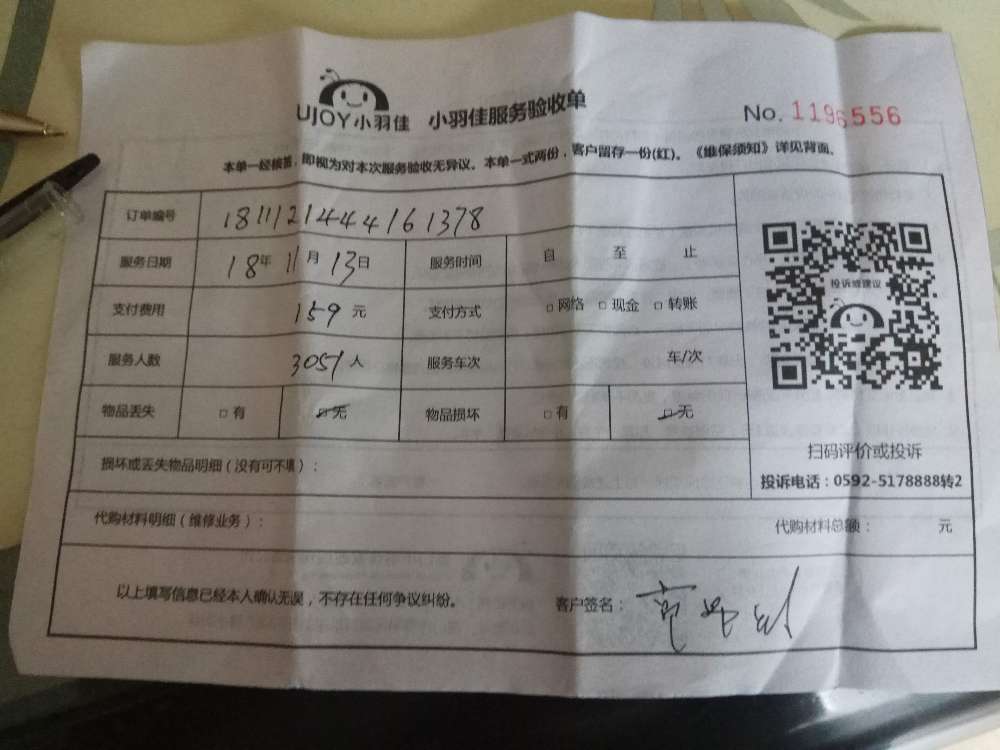 UJOY小羽佳 小羽佳服务验收单 No. 1196556
本单一经核签，即视为对本次服务验收无异议。本单一式两份，客户留存一份(红)。《维保须知》详见背面。
订单编号 181121444161378
服务日期 18年 11月 13日 服务时间 自 至 止
支付费用 159 元 支付方式 □网络 □现金 □转账
服务人数 3051人 服务车次 车/次
物品丢失 □有 □无 物品损坏 □有 □无
投诉或建议
扫码评价或投诉
投诉电话：0592-5178888转2
损坏或丢失物品明细（没有可不填）：
代购材料明细（维修业务）： 代购材料总额： 元
以上填写信息已经本人确认无误，不存在任何争议纠纷。 客户签名：